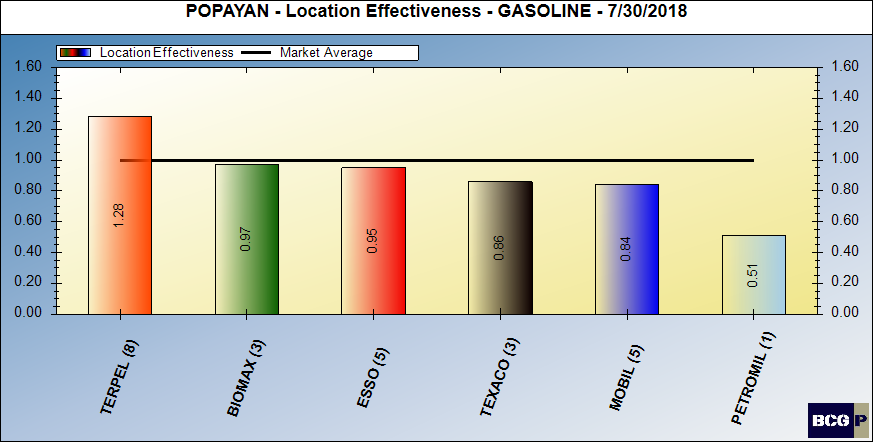 POPAYAN - Location Effectiveness - GASOLINE - 7/30/2018
Location Effectiveness Market Average
1.60 1.60
1.40 1.40
1.20 1.20
1.00 1.00
0.80 0.80
0.60 0.60
0.40 0.40
0.20 0.20
0.00 0.00
1.28
0.97
0.95
0.86
0.84
0.51
TERPEL (8)
BIOMAX (3)
ESSO (5)
TEXACO (3)
MOBIL (5)
PETROMIL (1)
BCG P